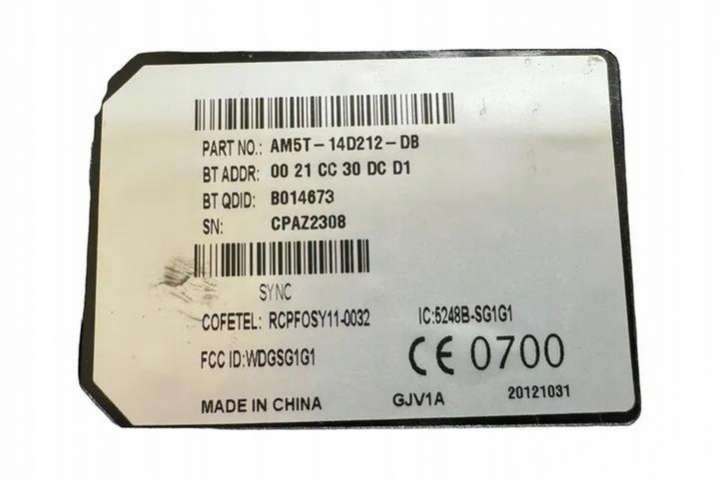 PART NO.: AM5T-14D212-DB
BT ADDR: 00 21 CC 30 DC D1
BT QDID: B014673
SN: CPAZ2308
SYNC
COFETEL: RCPFOSY11-0032 IC:5248B-SG1G1
FCC ID:WDGSG1G1 CE 0700
MADE IN CHINA GJV1A 20121031